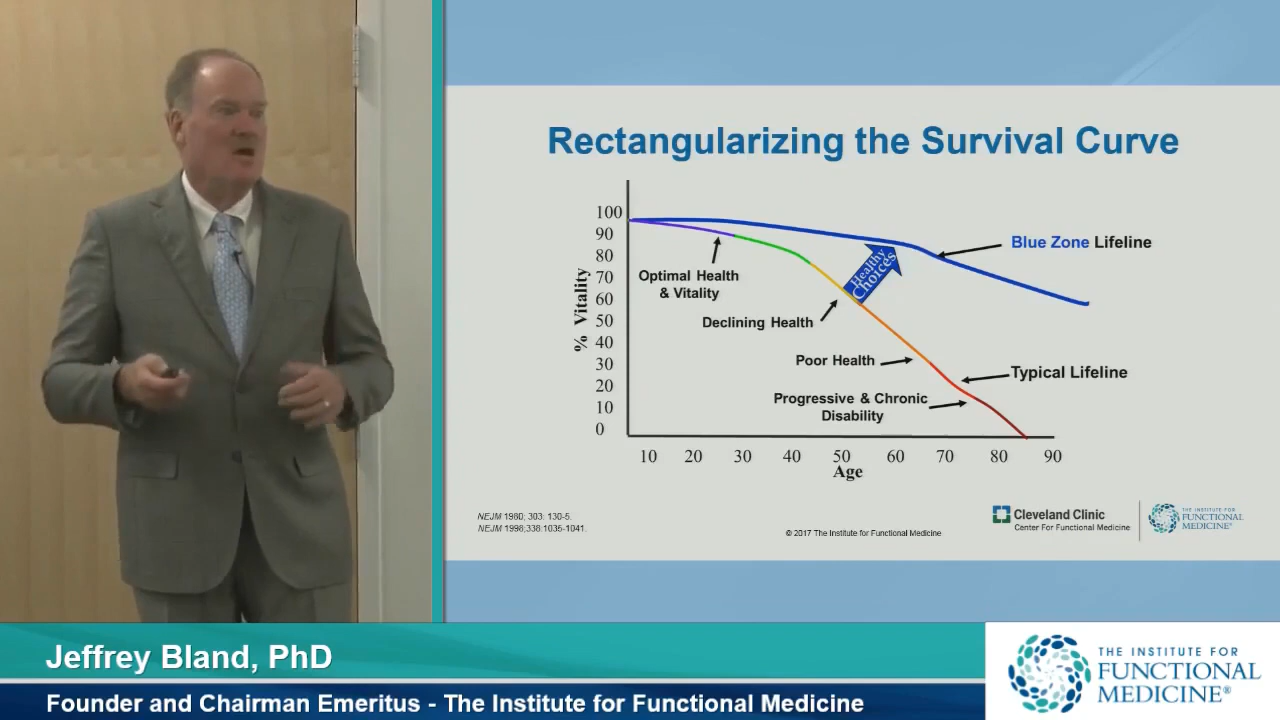 Rectangularizing the Survival Curve
100
90
80
70
60
50
40
30
20
10
0
% Vitality
Optimal Health
& Vitality
Declining Health
Poor Health
Progressive & Chronic
Disability
Healthy
Choices
Blue Zone Lifeline
Typical Lifeline
10 20 30 40 50 60 70 80 90
Age
NEJM 1980; 303: 130-5.
NEJM 1998;338:1035-1041.
© 2017 The Institute for Functional Medicine
Cleveland Clinic
Center For Functional Medicine
THE INSTITUTE FOR
FUNCTIONAL
MEDICINE®
Jeffrey Bland, PhD
Founder and Chairman Emeritus - The Institute for Functional Medicine
THE INSTITUTE FOR
FUNCTIONAL
MEDICINE®